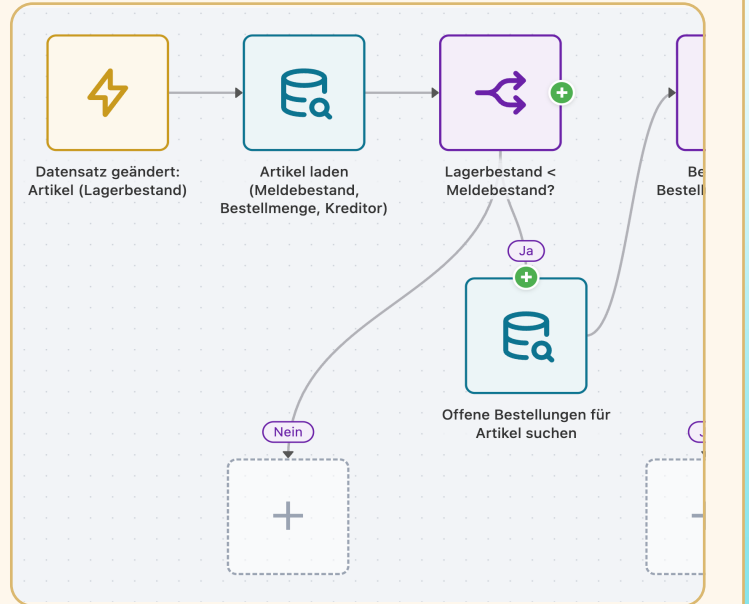 Datensatz geändert:
Artikel (Lagerbestand)
Artikel laden
(Meldebestand,
Bestellmenge, Kreditor)
Lagerbestand <
Meldebestand?
Ja
Offene Bestellungen für
Artikel suchen
Nein